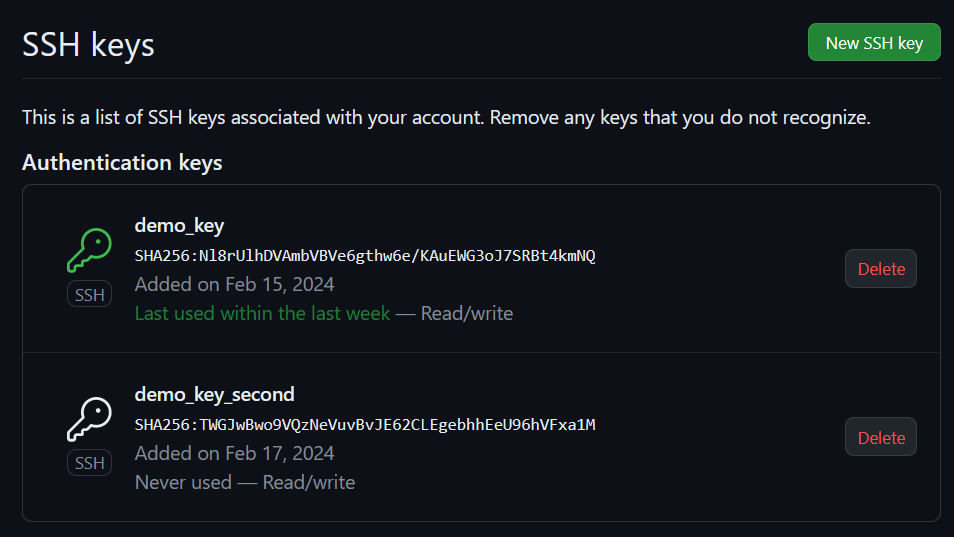 SSH keys
New SSH key
This is a list of SSH keys associated with your account. Remove any keys that you do not recognize.
Authentication keys
demo_key
SHA256:Nl8rUlhDVAmbVBVe6gthw6e/KAuEWG3oJ7SRBt4kmNQ
Added on Feb 15, 2024
Last used within the last week — Read/write
SSH
Delete
demo_key_second
SHA256:TWGJwBwo9VQzNeVuvBvJE62CLEgebhhEeU96hVFxa1M
Added on Feb 17, 2024
Never used — Read/write
SSH
Delete